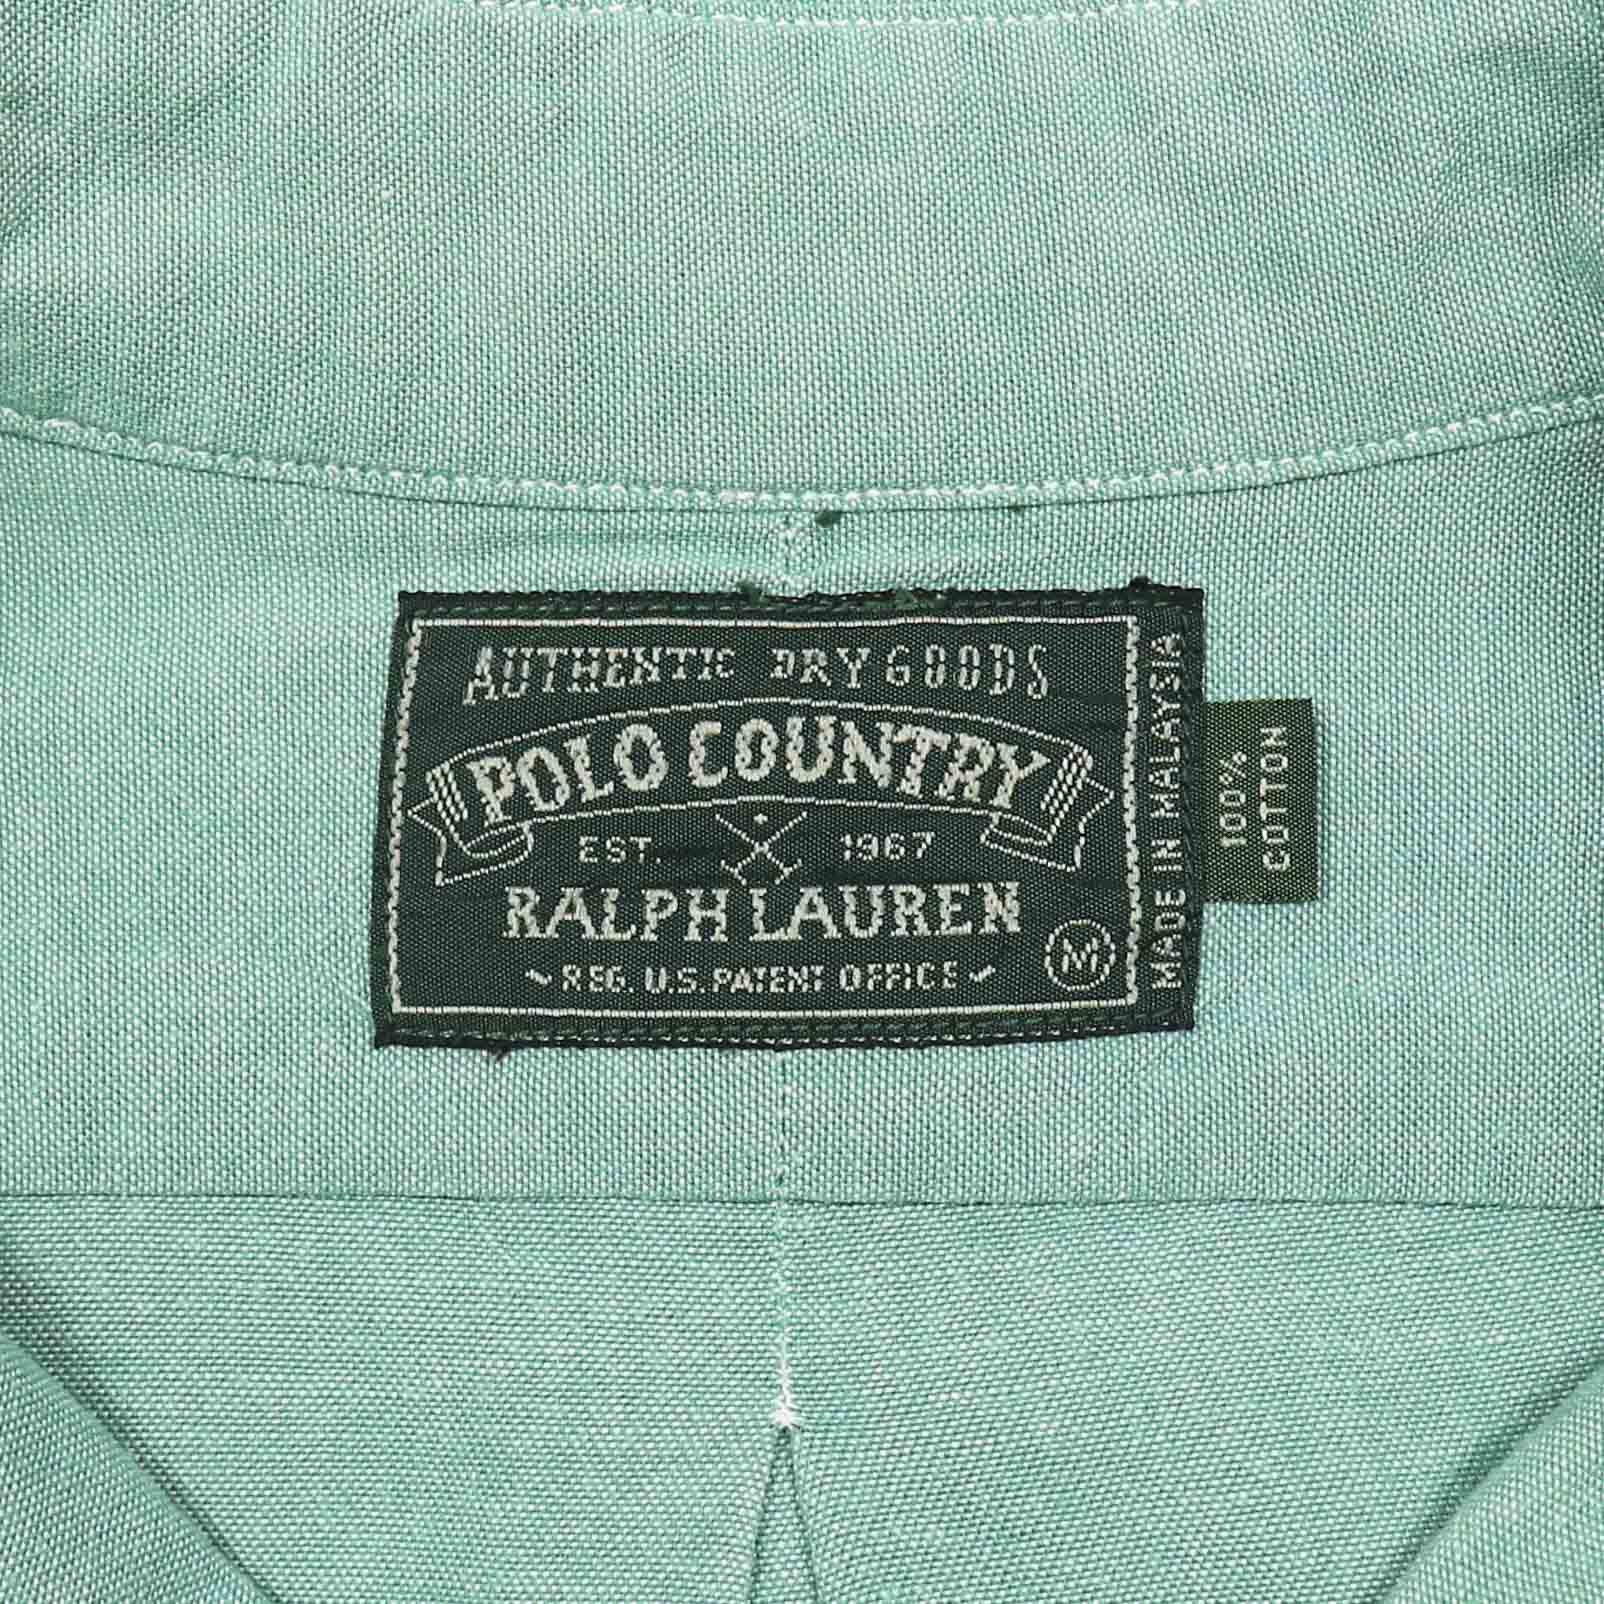 AUTHENTIC DRY GOODS
POLO COUNTRY
EST. 1967
RALPH LAUREN
REG. U.S. PATENT OFFICE
M
MADE IN MALAYSIA
100%
COTTON